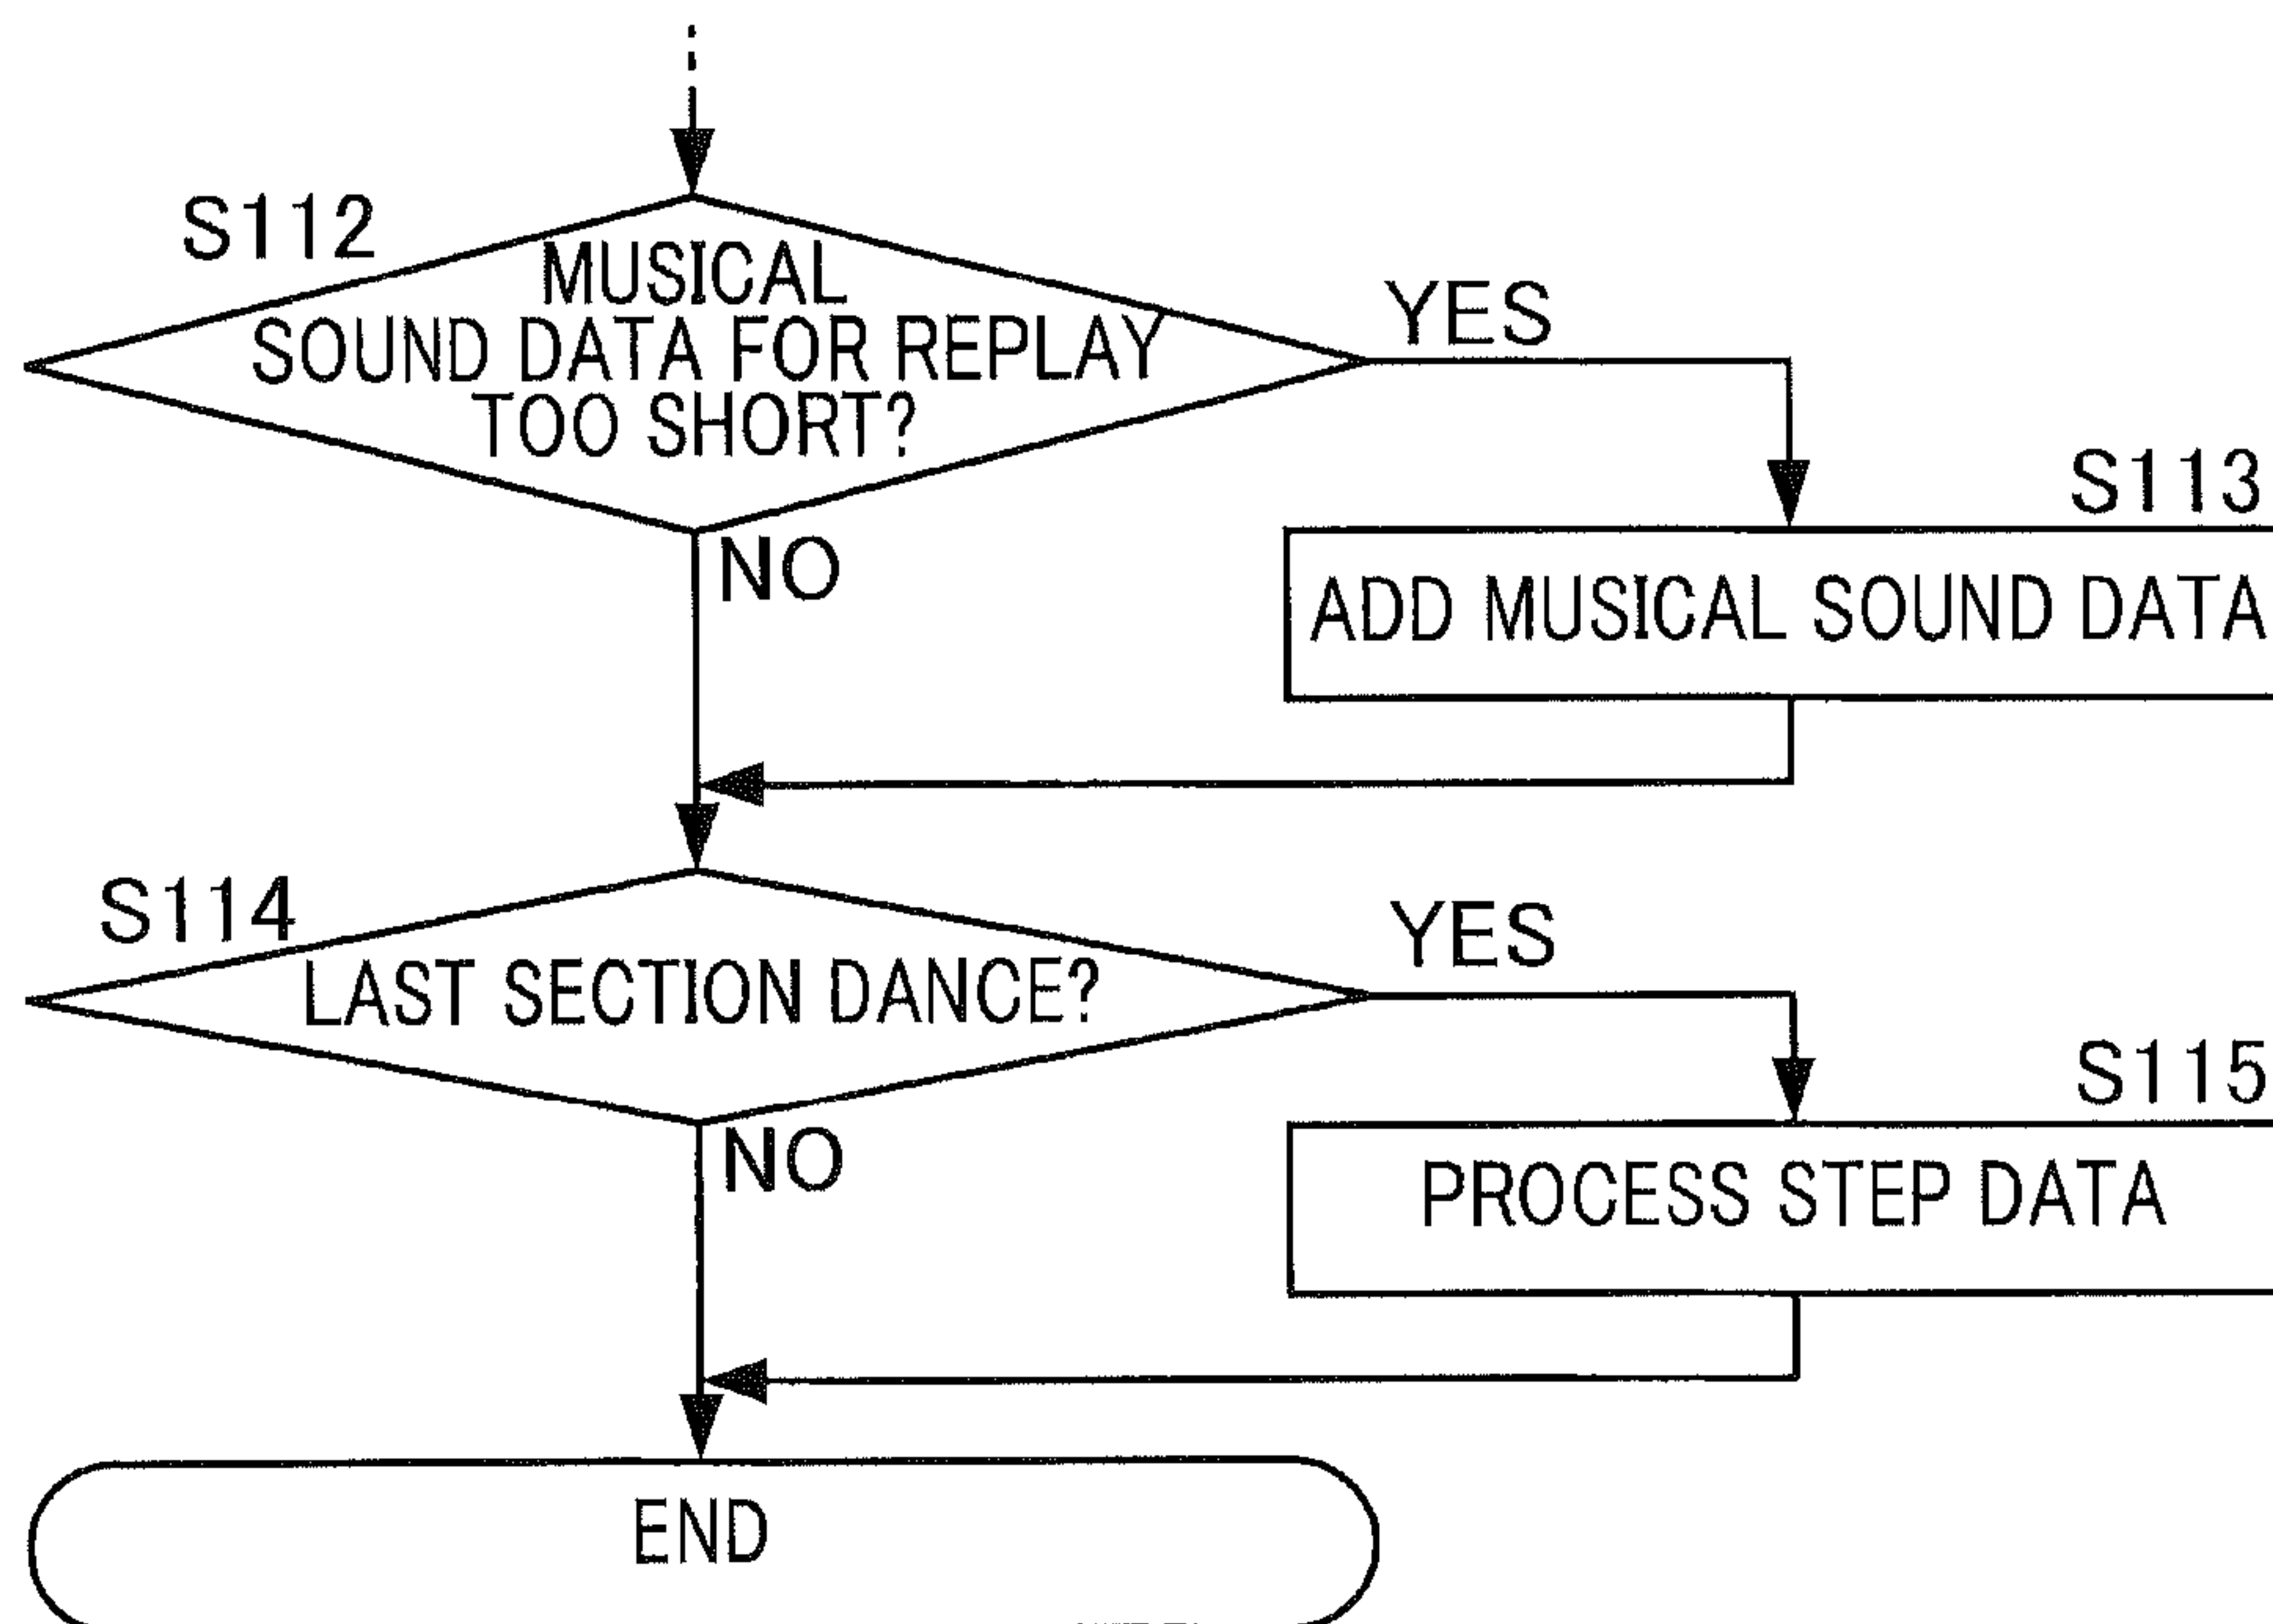 S112
MUSICAL
SOUND DATA FOR REPLAY
TOO SHORT?
YES
NO
S113
ADD MUSICAL SOUND DATA
S114
LAST SECTION DANCE?
YES
NO
S115
PROCESS STEP DATA
END